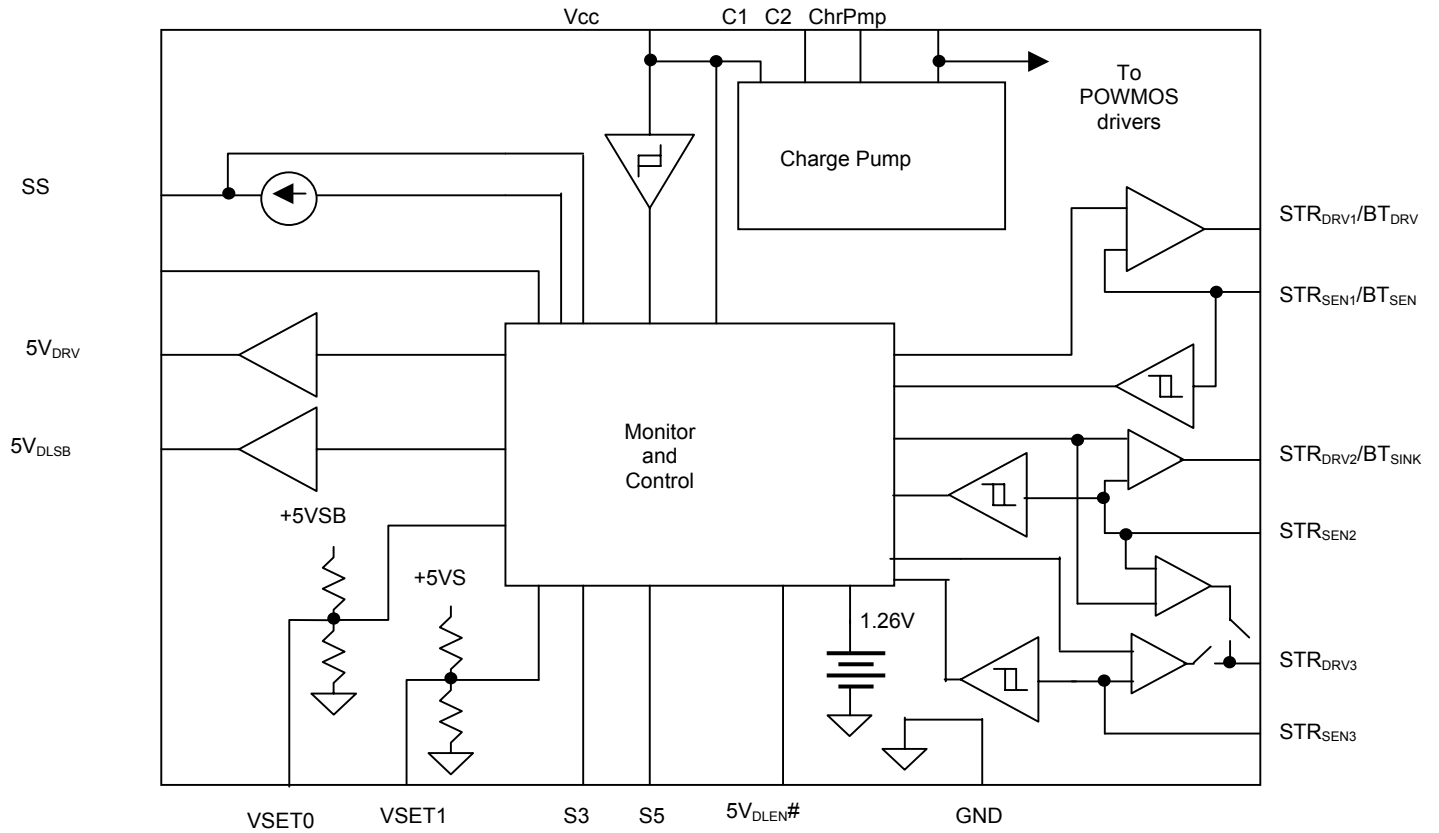 Vcc C1 C2 ChrPmp
To
POWMOS
drivers
Charge Pump
SS
STRDRV1/BTDRV
STRSEN1/BTSEN
5VDRV
Monitor
and
Control
5VDLSB
STRDRV2/BTSINK
+5VSB
STRSEN2
+5VS
1.26V
STRDRV3
STRSEN3
VSET0 VSET1 S3 S5 5VDLEN# GND